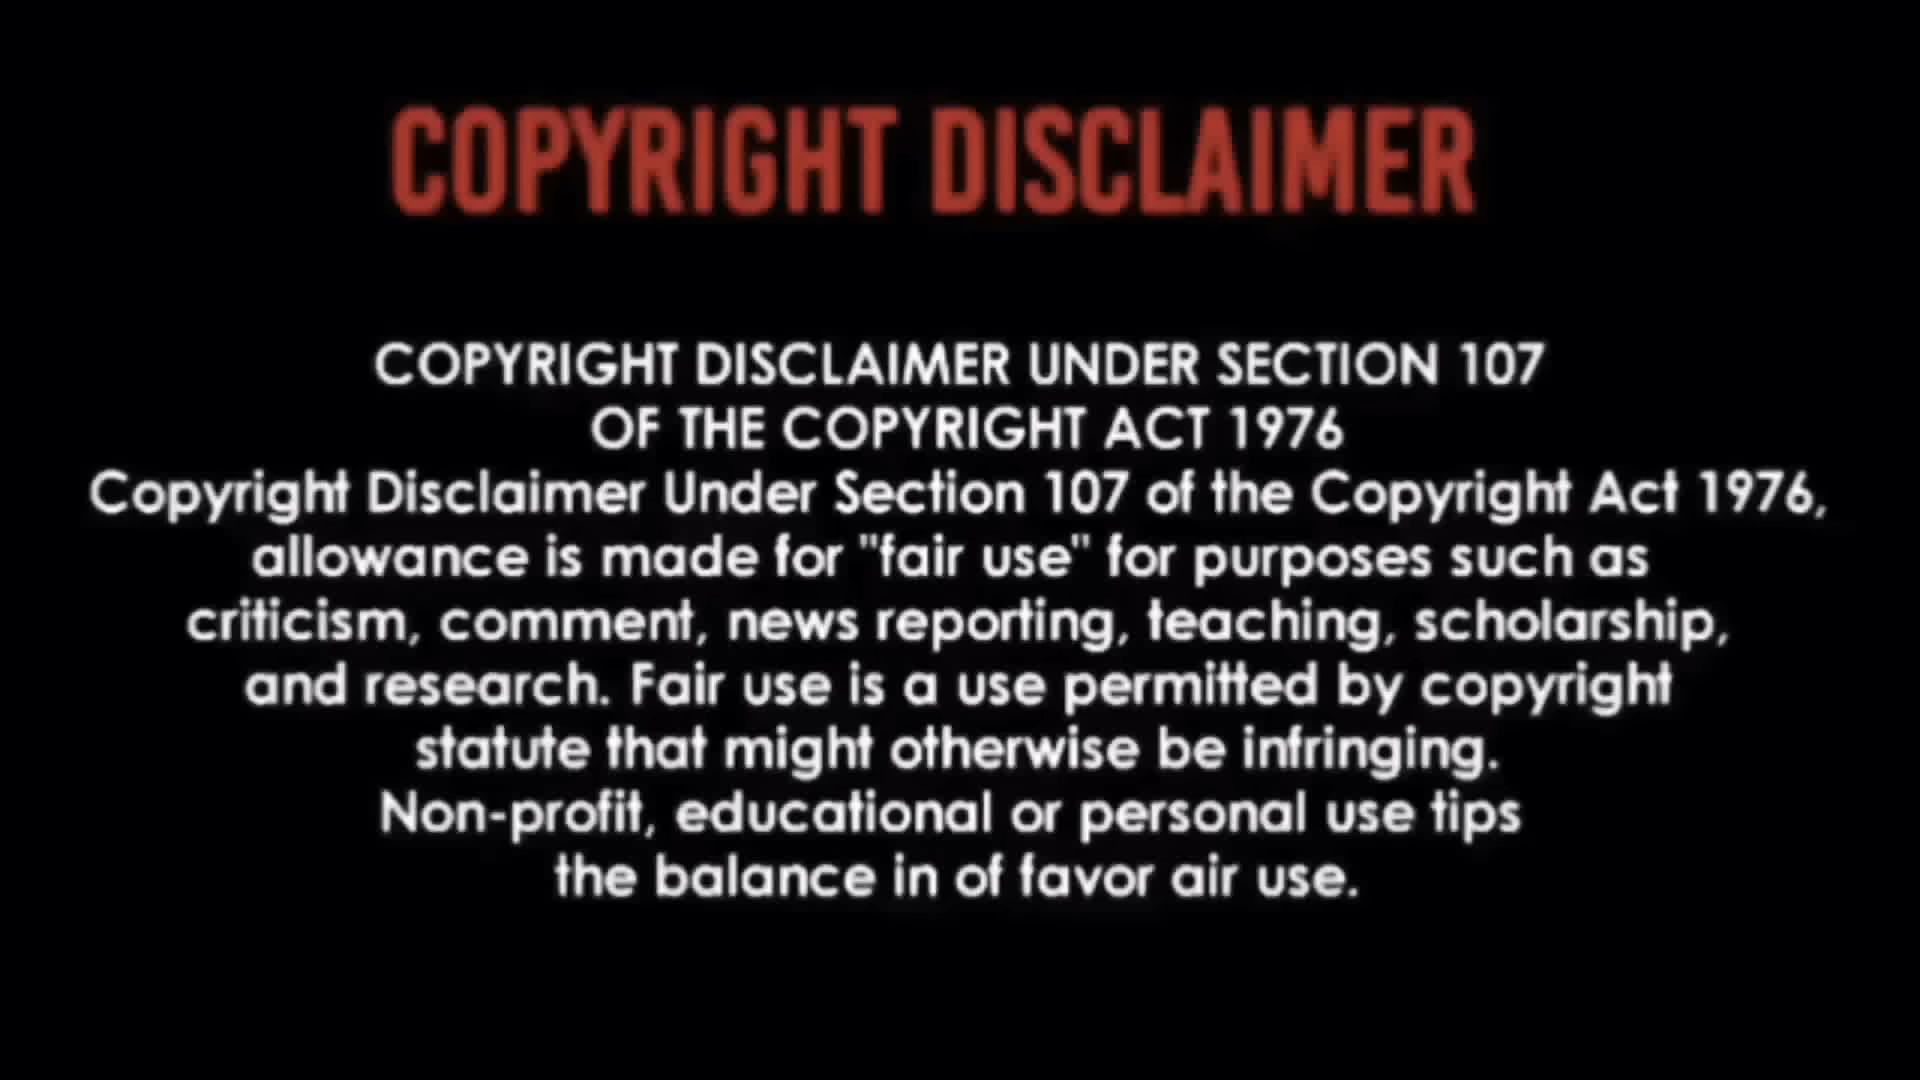 COPYRIGHT DISCLAIMER
COPYRIGHT DISCLAIMER UNDER SECTION 107
OF THE COPYRIGHT ACT 1976
Copyright Disclaimer Under Section 107 of the Copyright Act 1976,
allowance is made for "fair use" for purposes such as
criticism, comment, news reporting, teaching, scholarship,
and research. Fair use is a use permitted by copyright
statute that might otherwise be infringing.
Non-profit, educational or personal use tips
the balance in of favor air use.